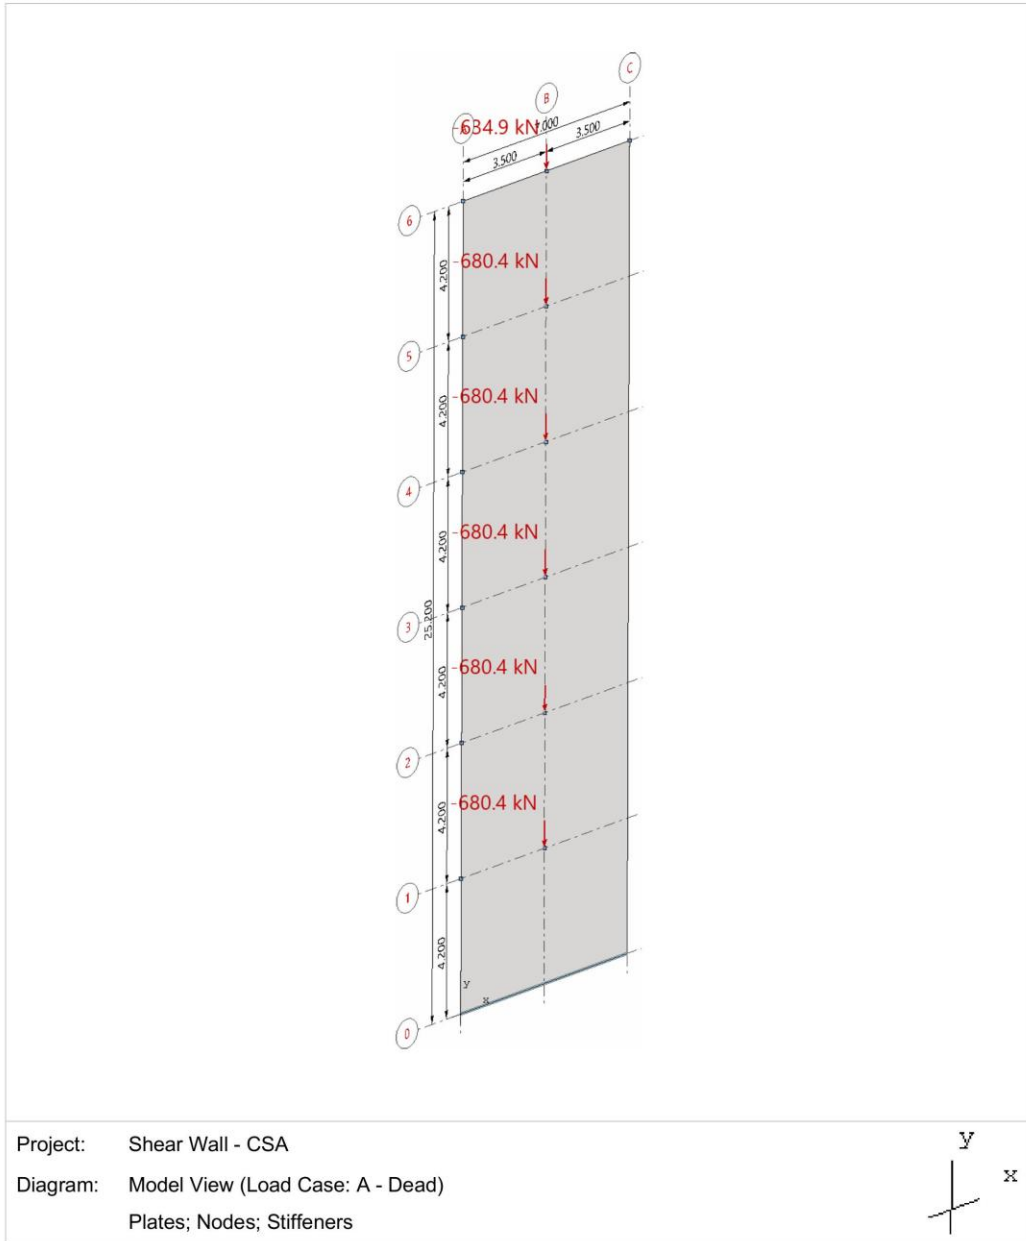 C
B
-634.9 kN
3.500
3.500
6
-680.4 kN
4.200
5
-680.4 kN
4.200
4
-680.4 kN
4.200
3
25.200
-680.4 kN
4.200
2
-680.4 kN
4.200
1
4.200
y
x
0
Project: Shear Wall - CSA
Diagram: Model View (Load Case: A - Dead)
Plates; Nodes; Stiffeners
y
x